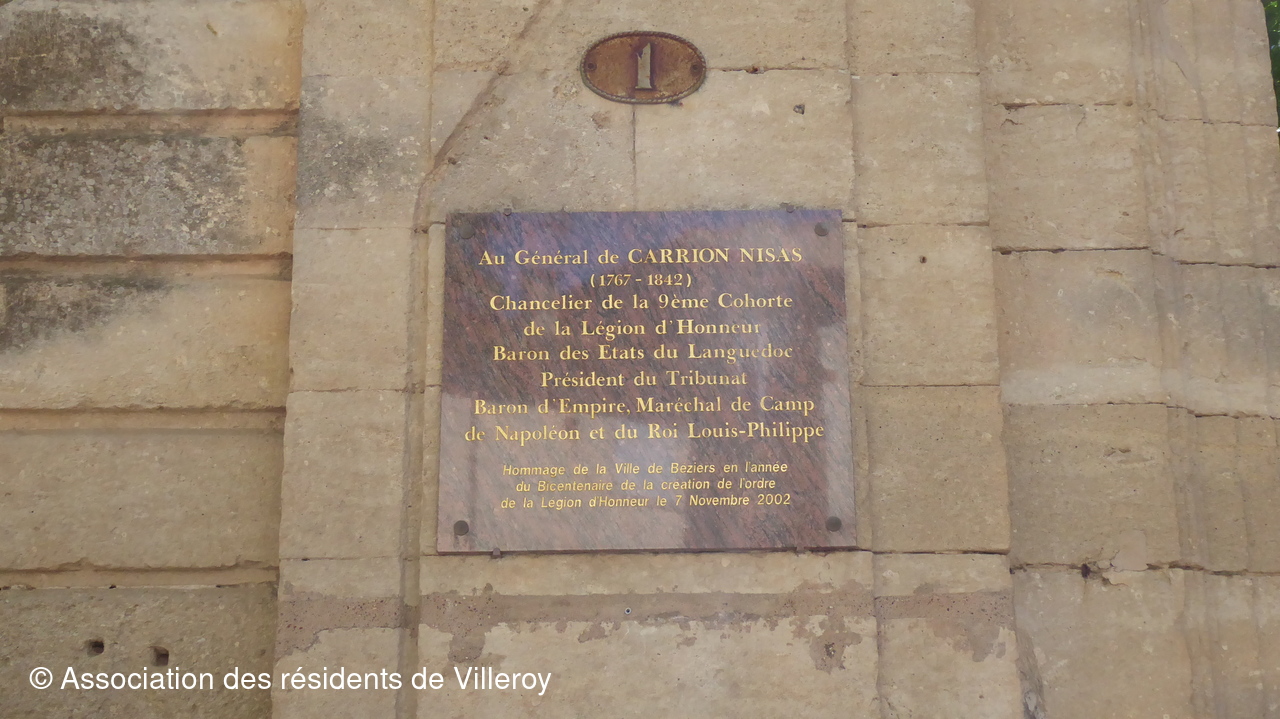 1
Au Général de CARRION NISAS
(1767 - 1842)
Chancelier de la 9ème Cohorte
de la Légion d'Honneur
Baron des Etats du Languedoc
Président du Tribunat
Baron d'Empire, Maréchal de Camp
de Napoléon et du Roi Louis-Philippe
Hommage de la Ville de Beziers en l'année
du Bicentenaire de la création de l'ordre
de la Légion d'Honneur le 7 Novembre 2002
© Association des résidents de Villeroy